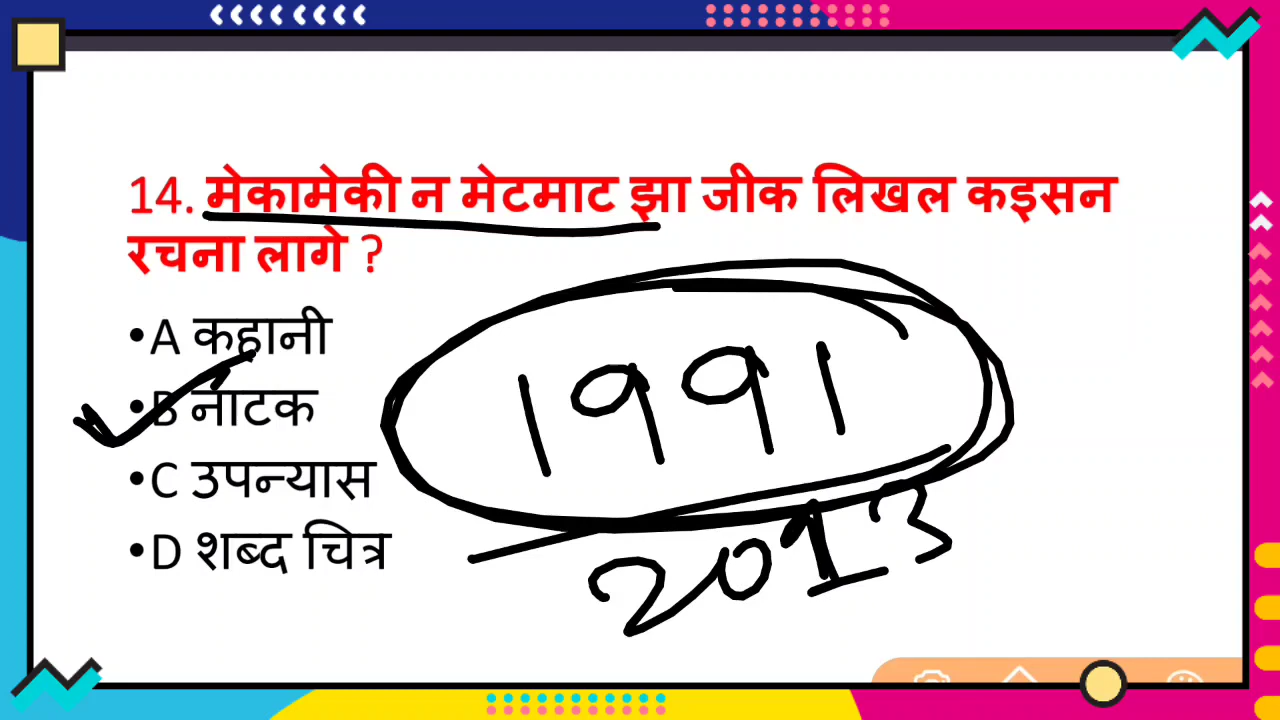 14. मेकामेकी न मेटमाट झा जीक लिखल कइसन
रचना लागे ?
•A कहानी
•B नाटक
•C उपन्यास
•D शब्द चित्र
1991
2013